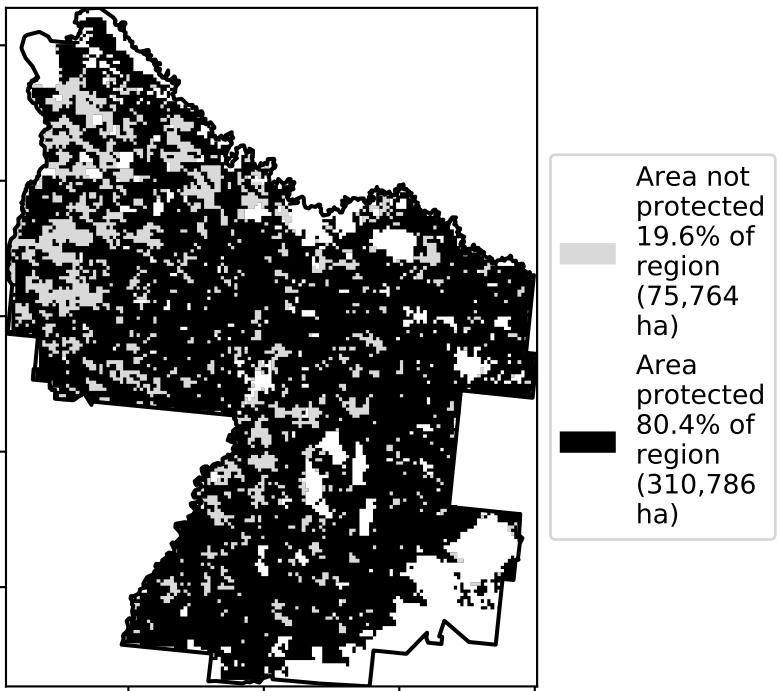 Area not
protected
19.6% of
region
(75,764
ha)
Area
protected
80.4% of
region
(310,786
ha)